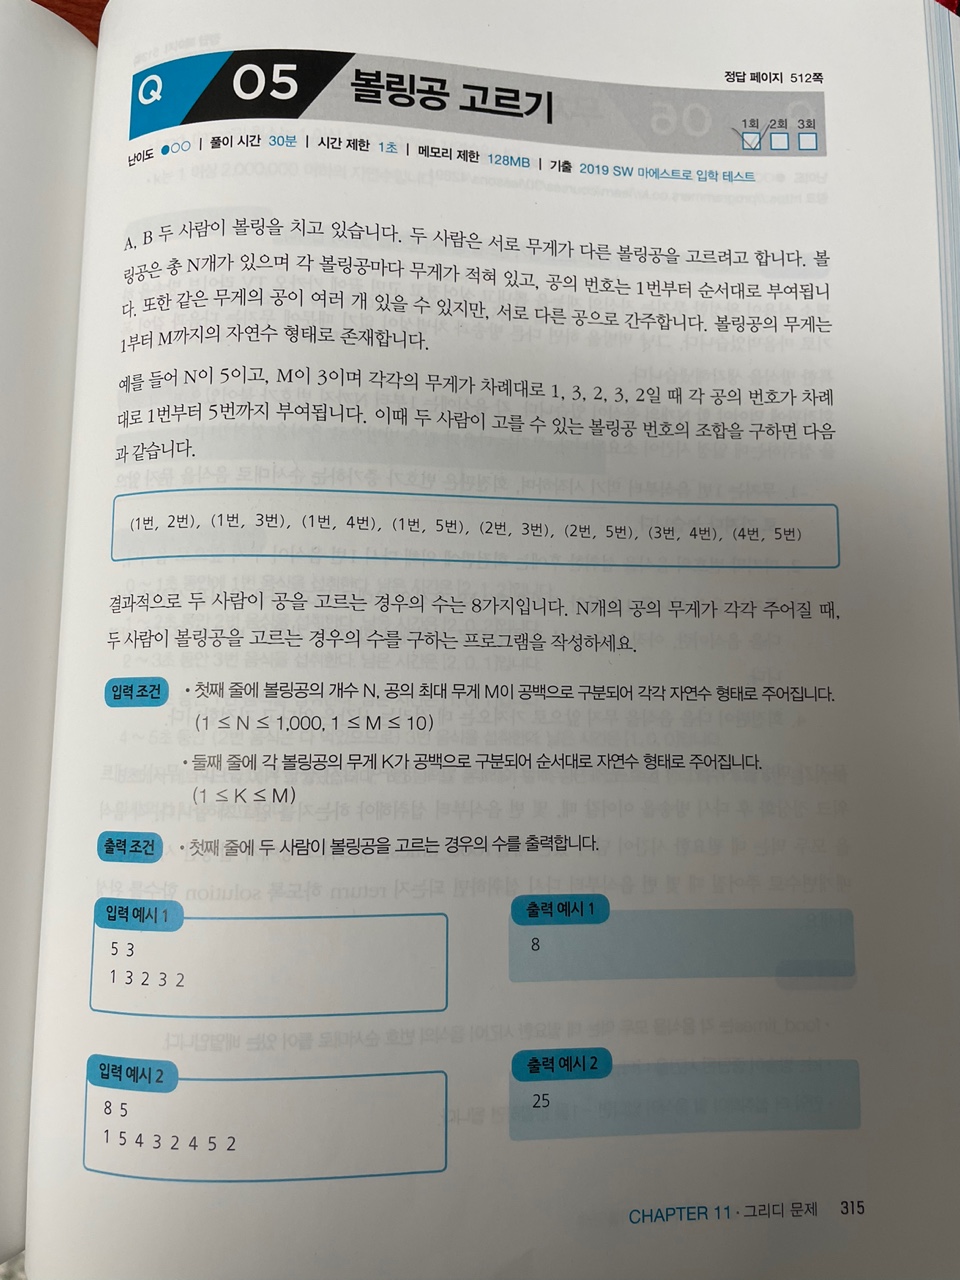 정답 페이지 512쪽
Q 05 볼링공 고르기
1회 2회 3회
난이도 ●○○ | 풀이 시간 30분 | 시간 제한 1초 | 메모리 제한 128MB | 기출 2019 SW 마에스트로 입학 테스트
A, B 두 사람이 볼링을 치고 있습니다. 두 사람은 서로 무게가 다른 볼링공을 고르려고 합니다. 볼
링공은 총 N개가 있으며 각 볼링공마다 무게가 적혀 있고, 공의 번호는 1번부터 순서대로 부여됩니
다. 또한 같은 무게의 공이 여러 개 있을 수 있지만, 서로 다른 공으로 간주합니다. 볼링공의 무게는
1부터 M까지의 자연수 형태로 존재합니다.
예를 들어 N이 5이고, M이 3이며 각각의 무게가 차례대로 1, 3, 2, 3, 2일 때 각 공의 번호가 차례
대로 1번부터 5번까지 부여됩니다. 이때 두 사람이 고를 수 있는 볼링공 번호의 조합을 구하면 다음
과 같습니다.
(1번, 2번), (1번, 3번), (1번, 4번), (1번, 5번), (2번, 3번), (2번, 5번), (3번, 4번), (4번, 5번)
결과적으로 두 사람이 공을 고르는 경우의 수는 8가지입니다. N개의 공의 무게가 각각 주어질 때,
두 사람이 볼링공을 고르는 경우의 수를 구하는 프로그램을 작성하세요.
입력 조건 • 첫째 줄에 볼링공의 개수 N, 공의 최대 무게 M이 공백으로 구분되어 각각 자연수 형태로 주어집니다.
(1 ≤ N ≤ 1,000, 1 ≤ M ≤ 10)
• 둘째 줄에 각 볼링공의 무게 K가 공백으로 구분되어 순서대로 자연수 형태로 주어집니다.
(1 ≤ K ≤ M)
출력 조건 • 첫째 줄에 두 사람이 볼링공을 고르는 경우의 수를 출력합니다.
입력 예시 1
5 3
1 3 2 3 2
출력 예시 1
8
입력 예시 2
8 5
1 5 4 3 2 4 5 2
출력 예시 2
25
CHAPTER 11 · 그리디 문제 315